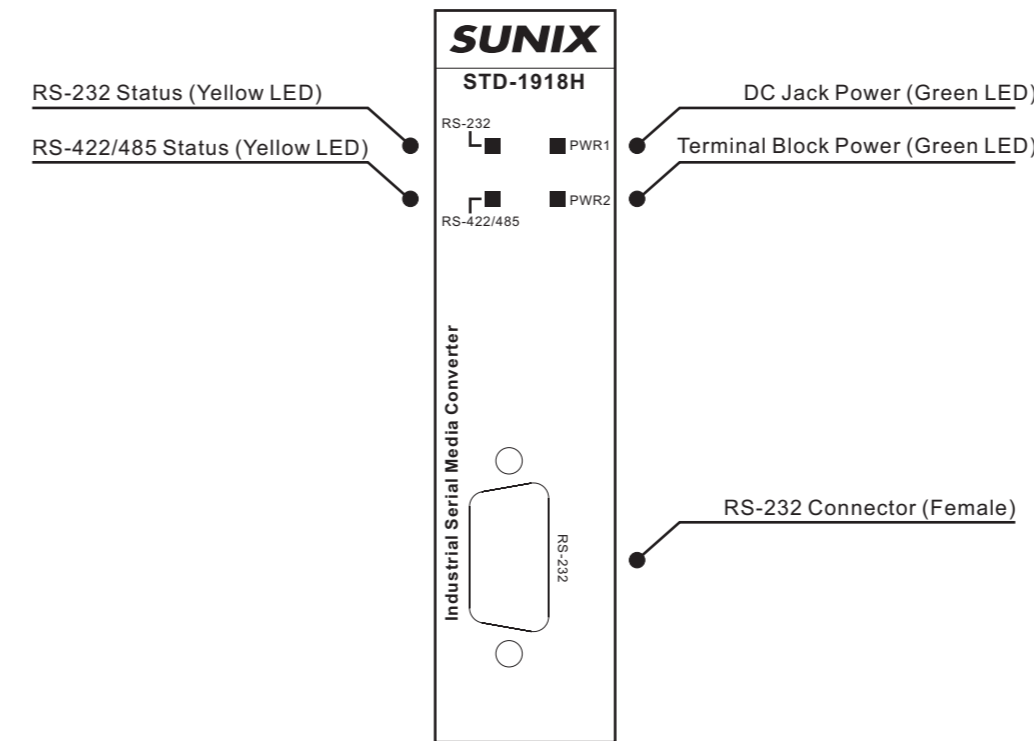 SUNIX
STD-1918H
RS-232 Status (Yellow LED)
DC Jack Power (Green LED)
RS-232
PWR1
RS-422/485 Status (Yellow LED)
Terminal Block Power (Green LED)
PWR2
RS-422/485
Industrial Serial Media Converter
RS-232 Connector (Female)
RS-232